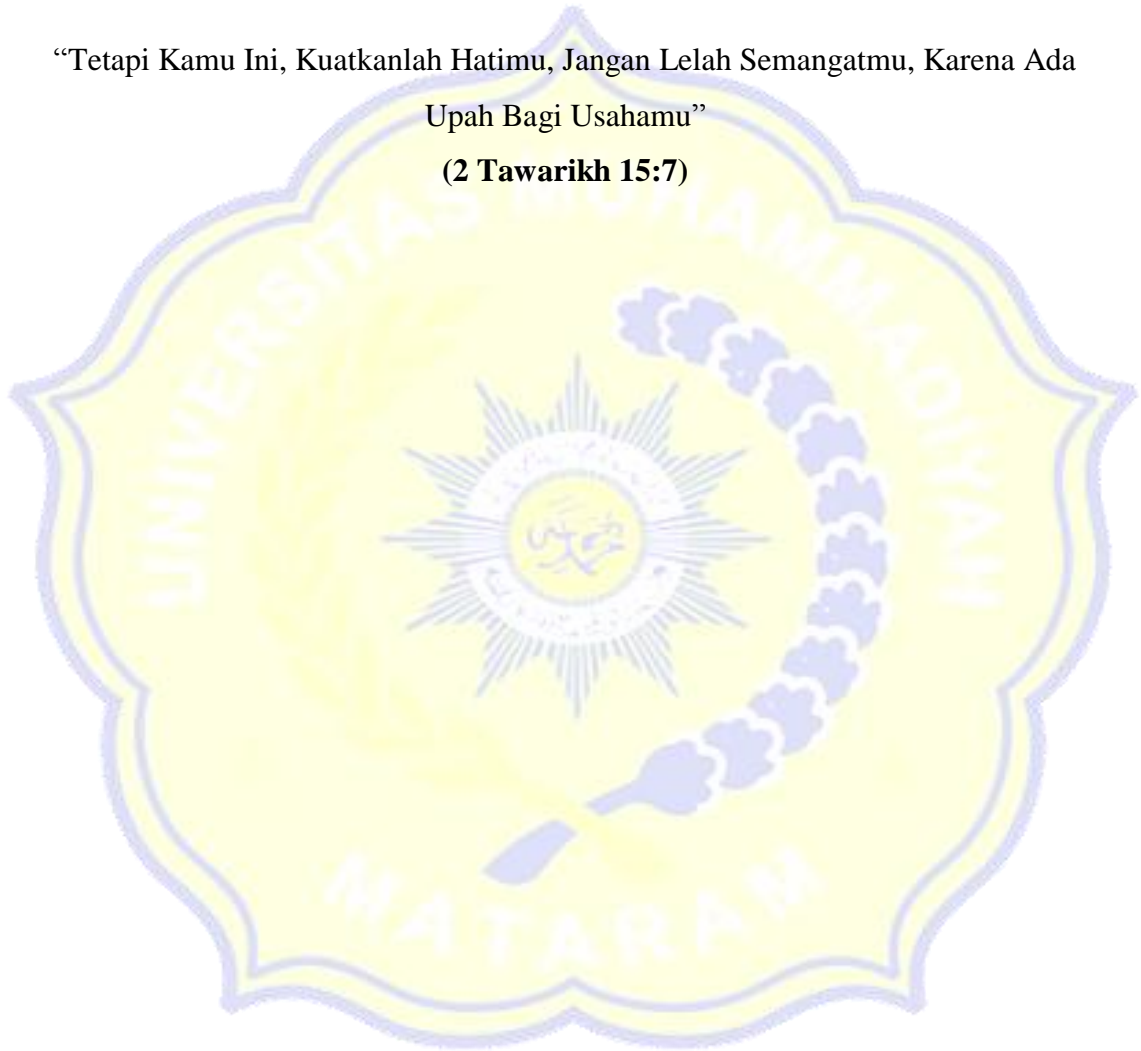 “Tetapi Kamu Ini, Kuatkanlah Hatimu, Jangan Lelah Semangatmu, Karena Ada
Upah Bagi Usahamu”
(2 Tawarikh 15:7)
UNIVERSITAS MUHAMMADIYAH
MATARAM